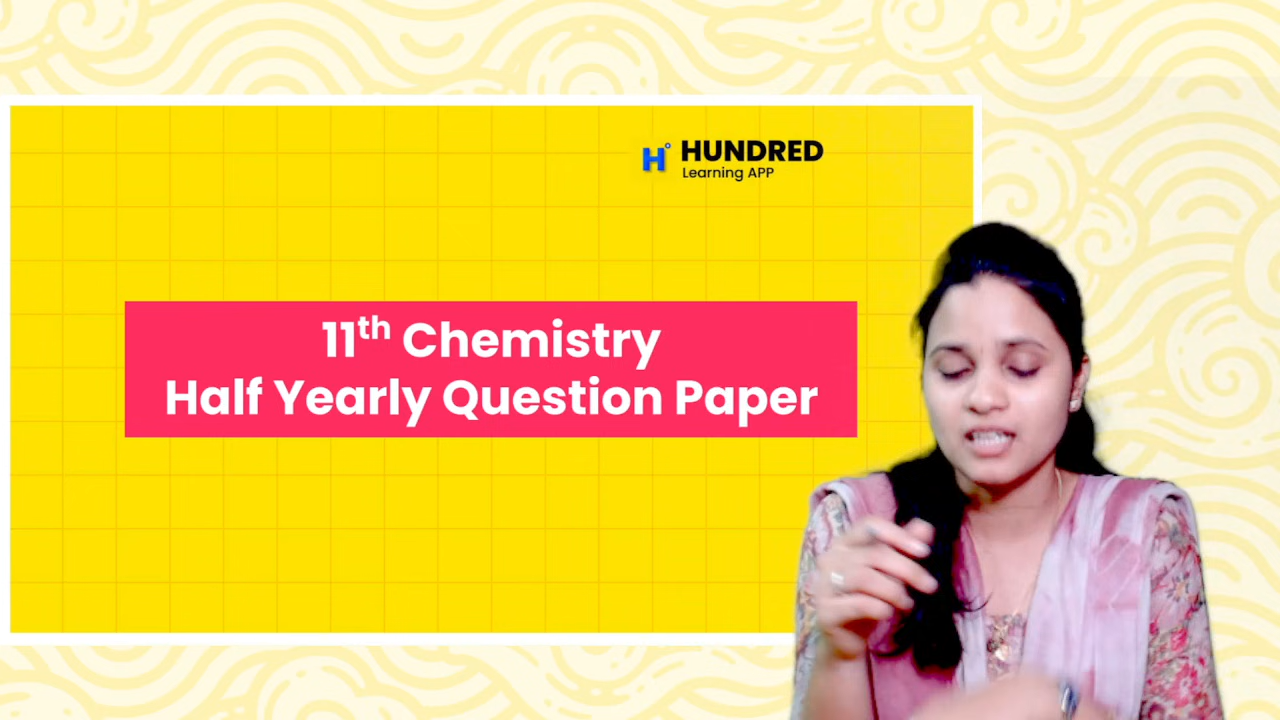 H° HUNDRED
Learning APP
11th Chemistry
Half Yearly Question Paper